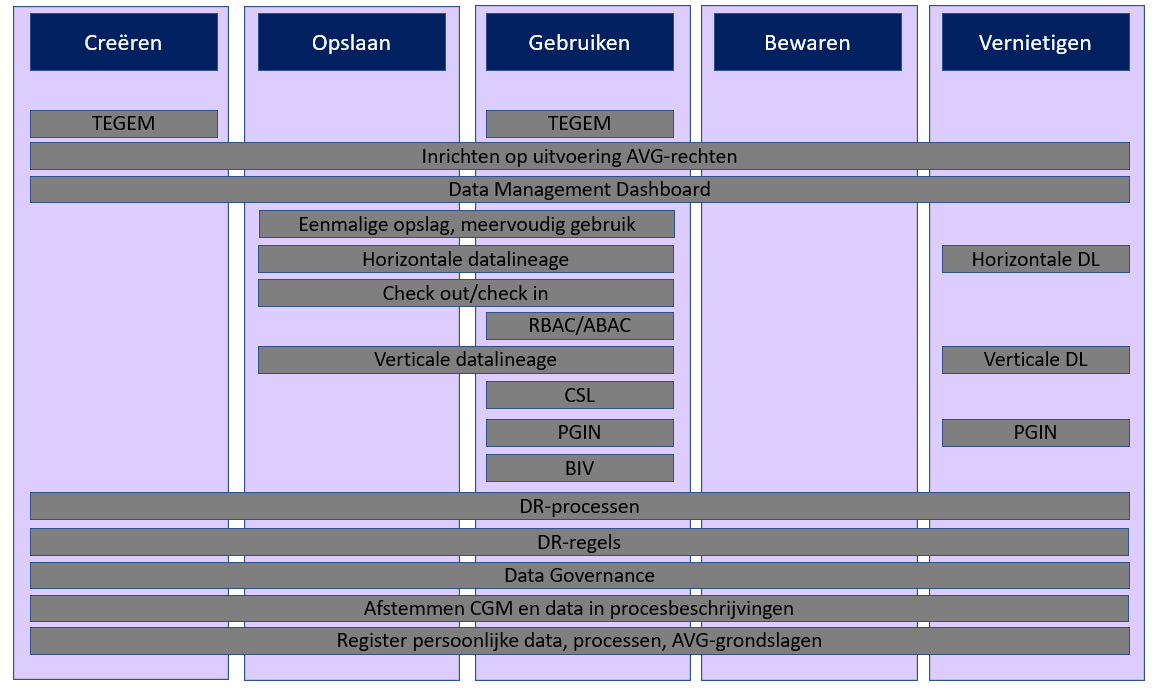 Creëren
Opslaan
Gebruiken
Bewaren
Vernietigen
TEGEM
TEGEM
Inrichten op uitvoering AVG-rechten
Data Management Dashboard
Eenmalige opslag, meervoudig gebruik
Horizontale datalineage
Horizontale DL
Check out/check in
RBAC/ABAC
Verticale datalineage
Verticale DL
CSL
PGIN
PGIN
BIV
DR-processen
DR-regels
Data Governance
Afstemmen CGM en data in procesbeschrijvingen
Register persoonlijke data, processen, AVG-grondslagen